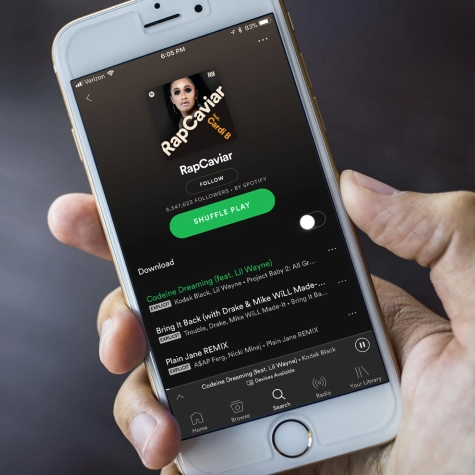 Verizon
6:05 PM
83%
RapCaviar
feat.
Cardi B
RapCaviar
FOLLOW
8,547,623 FOLLOWERS • BY SPOTIFY
SHUFFLE PLAY
Download
Codeine Dreaming (feat. Lil Wayne)
EXPLICIT Kodak Black, Lil Wayne • Project Baby 2: All Gr...
Bring It Back (with Drake & Mike WiLL Made-...
EXPLICIT Trouble, Drake, Mike WiLL Made-It • Bring It Ba...
Plain Jane REMIX
EXPLICIT A$AP Ferg, Nicki Minaj • Plain Jane REMIX
Codeine Dreaming (feat. Lil Wayne) • Kodak Black
Devices Available
Home Browse Search Radio Your Library